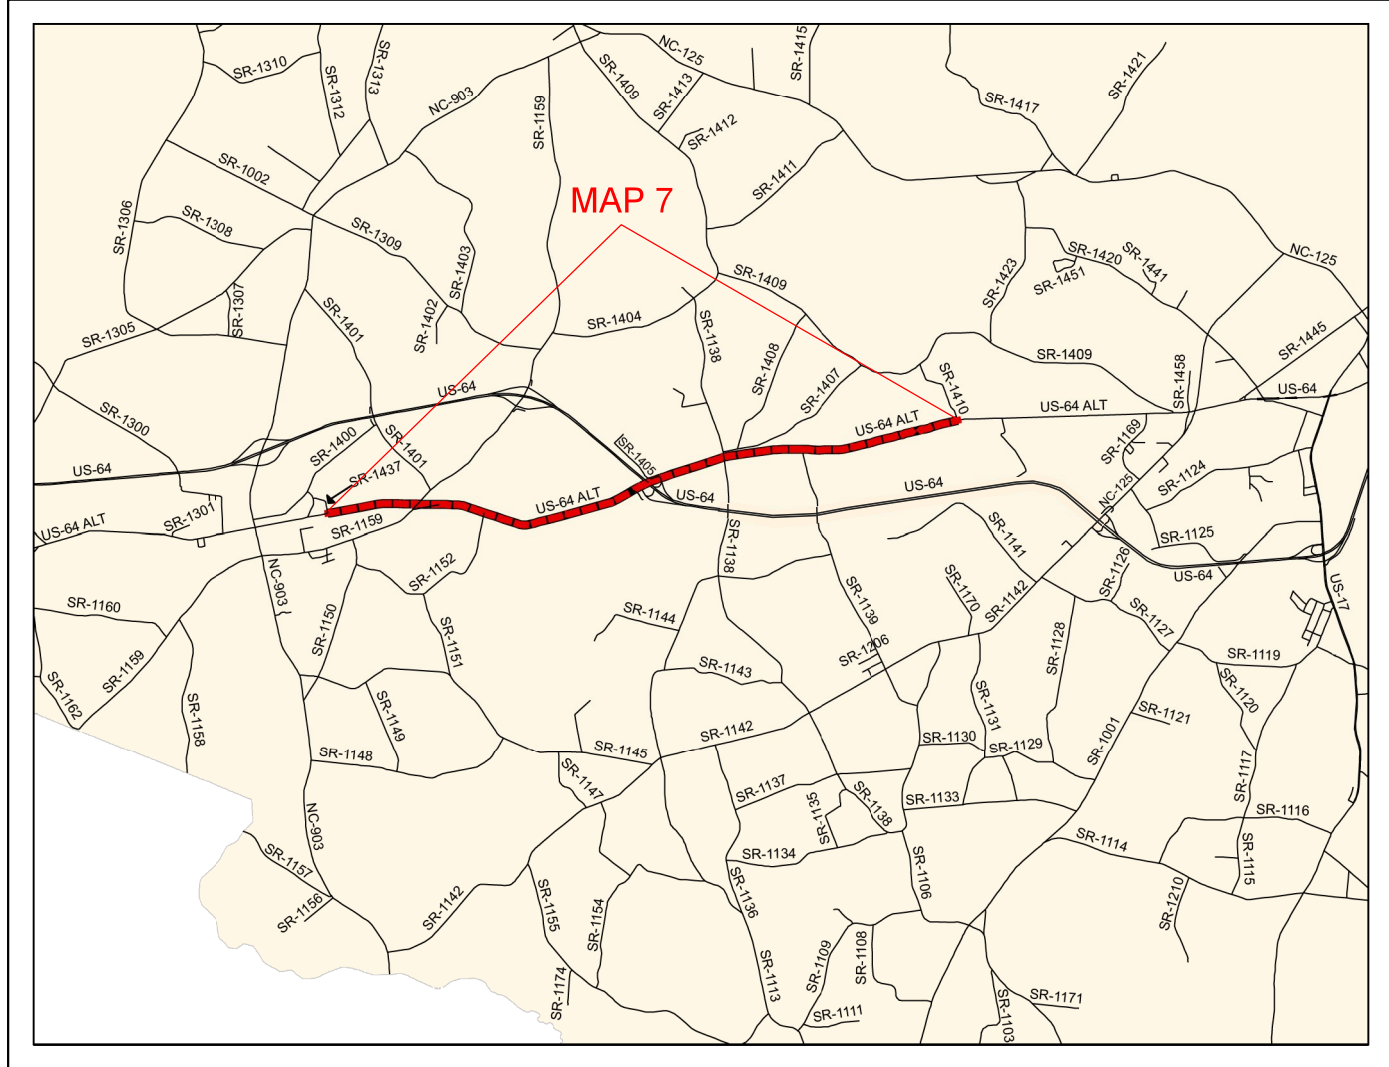 NC-125
SR-1415
SR-1310
SR-1312
SR-1313
SR-1409
SR-1413
SR-1421
NC-903
SR-1159
SR-1417
SR-1412
SR-1002
SR-1411
MAP 7
SR-1306
SR-1308
SR-1309
SR-1403
SR-1420
SR-1441
NC-125
SR-1451
SR-1423
SR-1409
SR-1307
SR-1401
SR-1402
SR-1404
SR-1138
SR-1305
SR-1408
SR-1409
SR-1445
SR-1407
SR-1410
SR-1458
US-64
US-64
SR-1300
US-64 ALT
US-64 ALT
SR-1400
SR-1401
SR-1169
SR-1405
US-64
SR-1437
SR-1124
US-64
US-64
NC-125
US-64 ALT
SR-1301
US-64 ALT
SR-1159
SR-1138
SR-1141
SR-1125
SR-1152
SR-1126
US-64
NC-903
SR-1170
SR-1142
US-17
SR-1160
SR-1150
SR-1144
SR-1139
SR-1127
SR-1151
SR-1128
SR-1206
SR-1159
SR-1143
SR-1119
SR-1162
SR-1158
SR-1149
SR-1131
SR-1120
SR-1121
SR-1142
SR-1130
SR-1129
SR-1001
SR-1148
SR-1145
SR-1117
SR-1147
SR-1137
SR-1135
SR-1138
SR-1133
SR-1116
NC-903
SR-1114
SR-1134
SR-1157
SR-1115
SR-1106
SR-1136
SR-1142
SR-1156
SR-1155
SR-1154
SR-1210
SR-1109
SR-1108
SR-1113
SR-1174
SR-1171
SR-1111
SR-1103